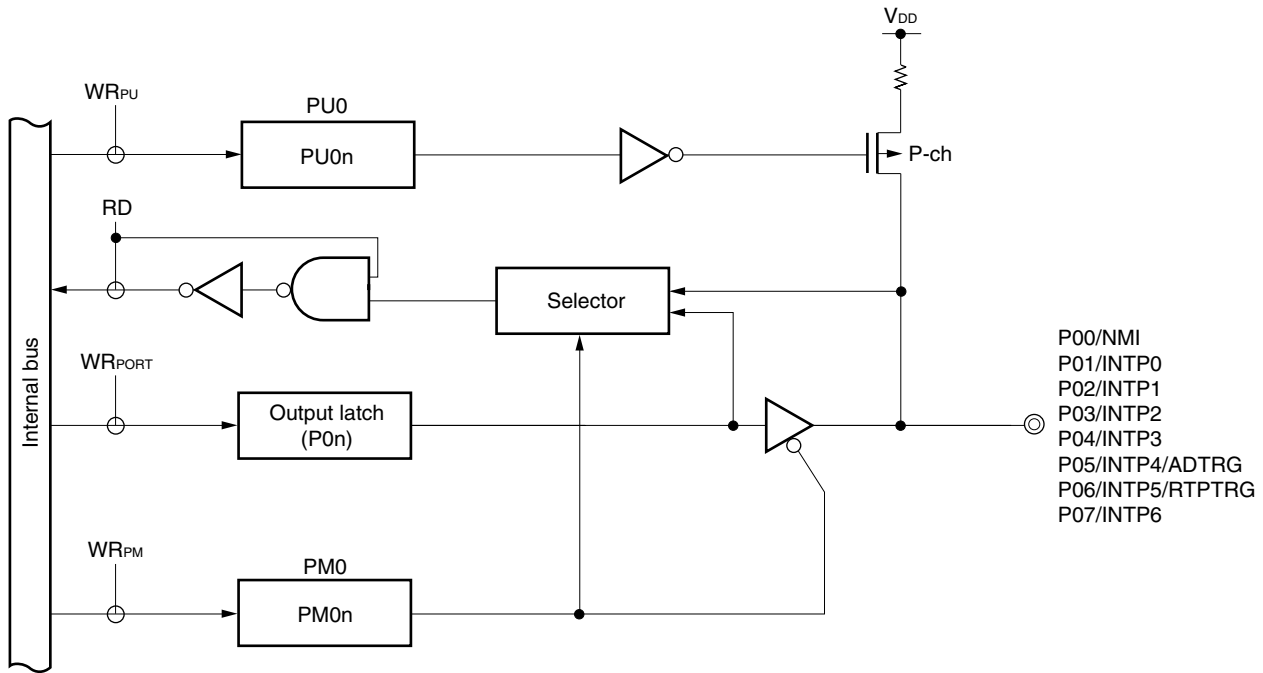 VDD
WRPU
PU0
PU0n
P-ch
RD
Selector
Internal bus
WRPORT
Output latch
(P0n)
P00/NMI
P01/INTP0
P02/INTP1
P03/INTP2
P04/INTP3
P05/INTP4/ADTRG
P06/INTP5/RTPTRG
P07/INTP6
WRPM
PM0
PM0n